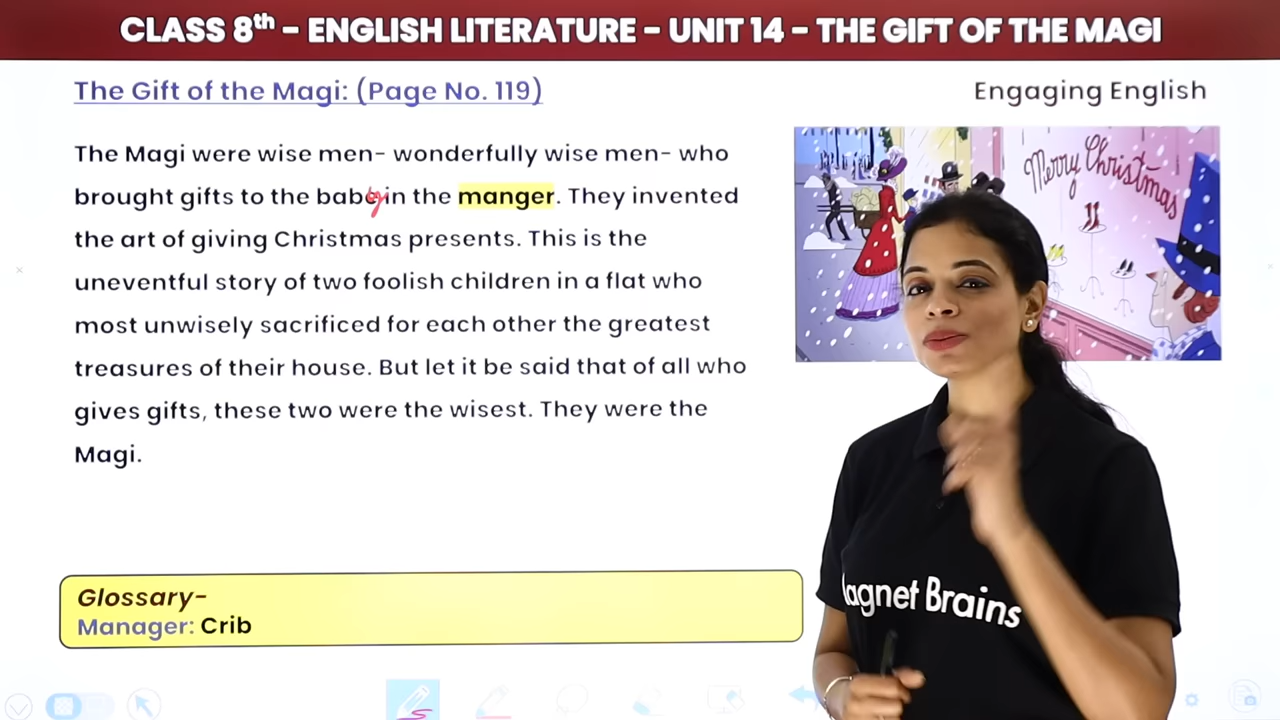 CLASS 8th – ENGLISH LITERATURE – UNIT 14 – THE GIFT OF THE MAGI
The Gift of the Magi: (Page No. 119)
Engaging English
The Magi were wise men- wonderfully wise men- who
brought gifts to the baby in the manger. They invented
the art of giving Christmas presents. This is the
uneventful story of two foolish children in a flat who
most unwisely sacrificed for each other the greatest
treasures of their house. But let it be said that of all who
gives gifts, these two were the wisest. They were the
Magi.
Merry Christmas
Glossary-
Manager: Crib
agnet Brains